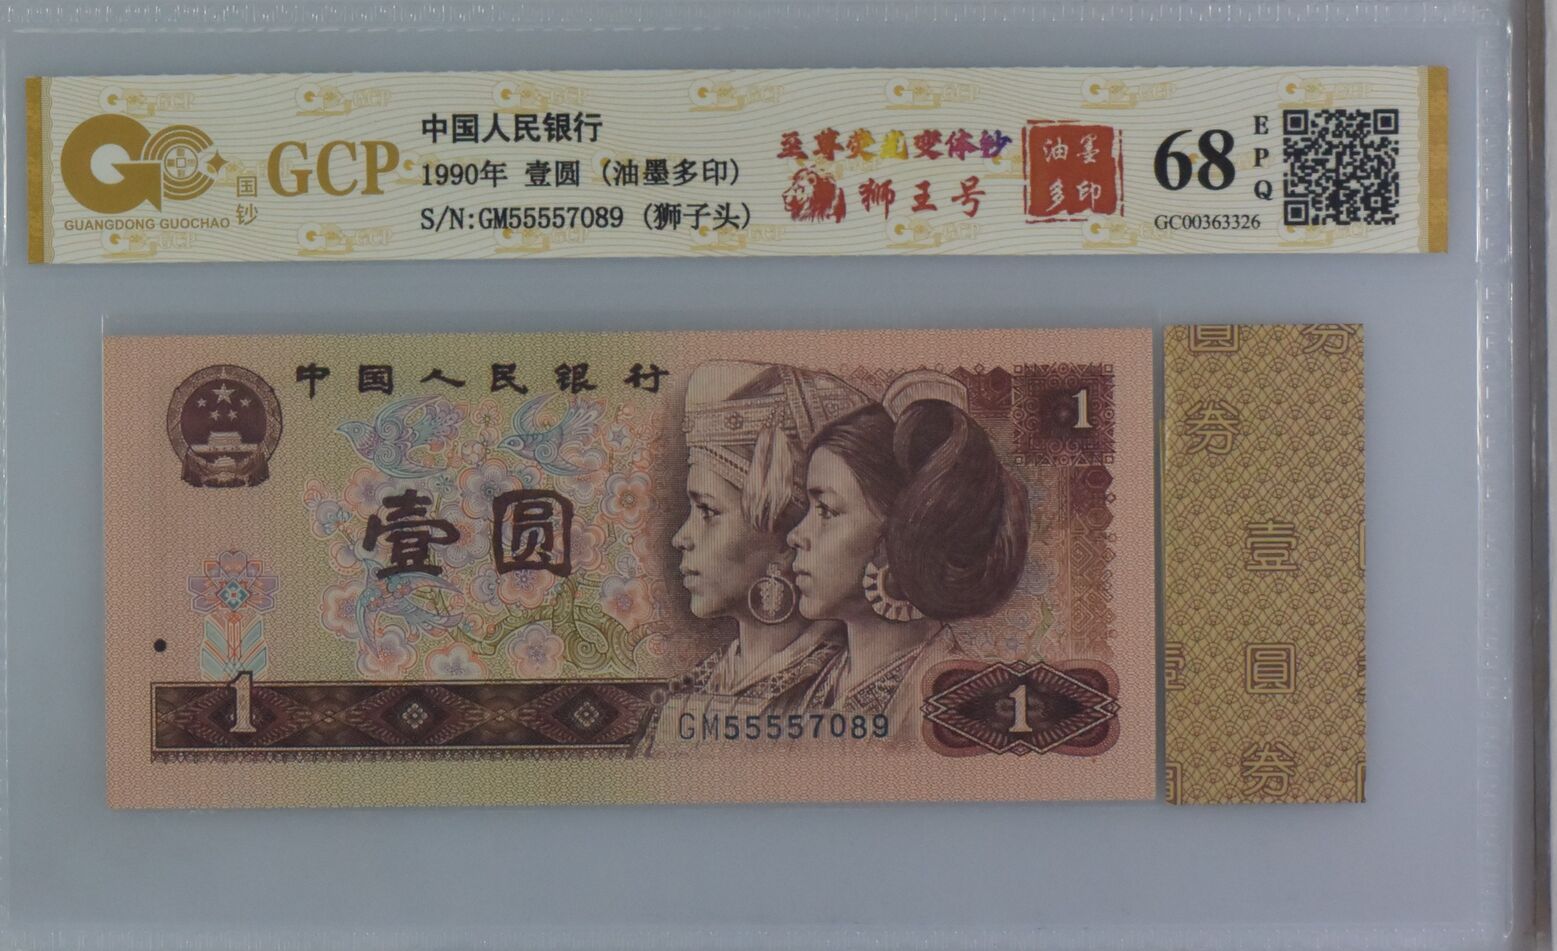 GCP
国钞
GUANGDONG GUOCHAO
中国人民银行
1990年 壹圆 (油墨多印)
S/N:GM55557089 (狮子头)
至尊荧光变体钞
狮王号
油墨
多印
68
EPQ
GC00363326
中国人民银行
1
壹圆
1
GM55557089
1
圆 券
券
壹
圆
券